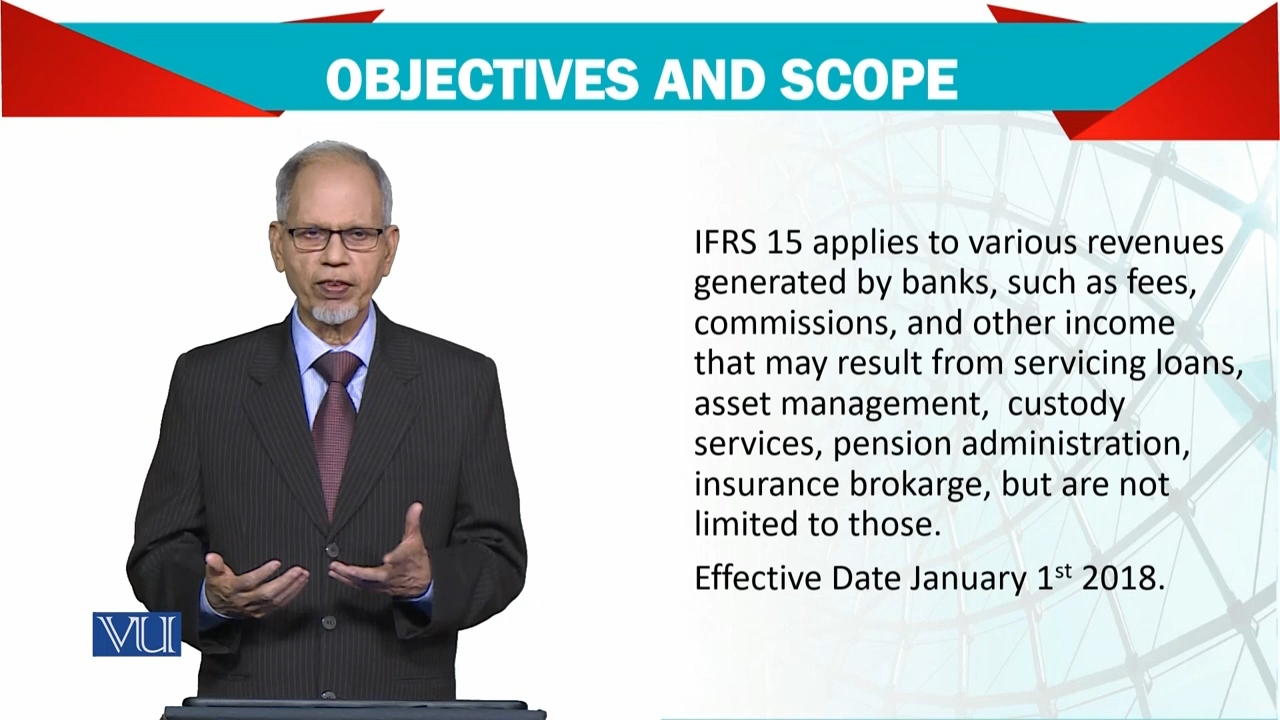 OBJECTIVES AND SCOPE
IFRS 15 applies to various revenues
generated by banks, such as fees,
commissions, and other income
that may result from servicing loans,
asset management,  custody
services, pension administration,
insurance brokarge, but are not
limited to those.
Effective Date January 1st 2018.
VU